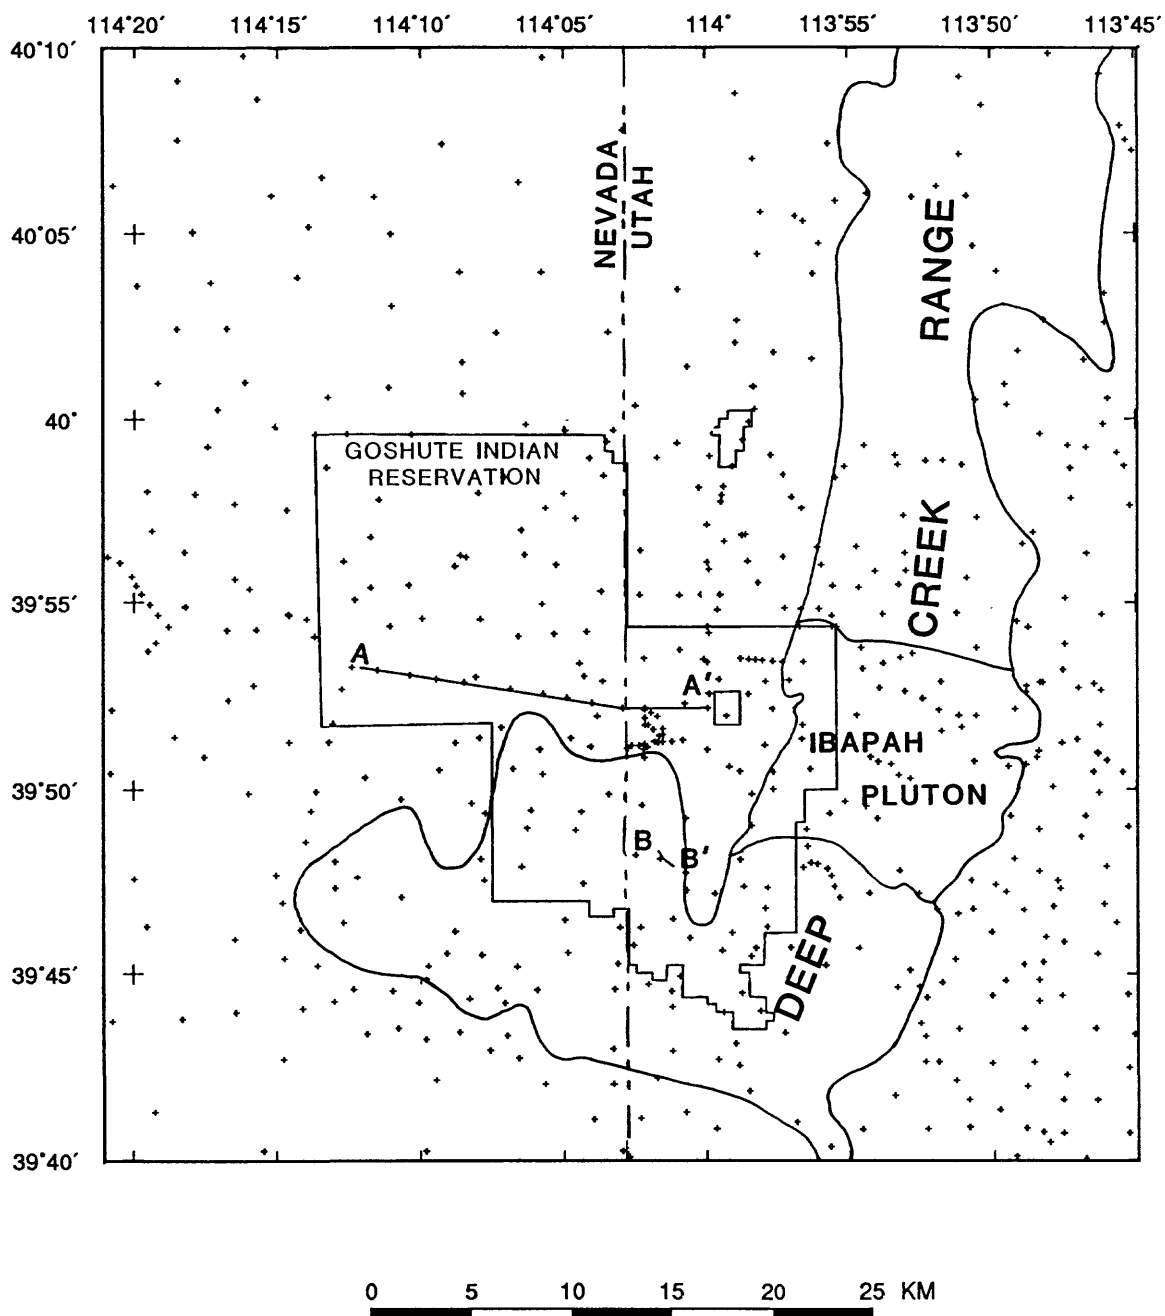 114°20′ 114°15′ 114°10′ 114°05′ 114° 113°55′ 113°50′ 113°45′
40°10′
NEVADA
UTAH
40°05′
RANGE
40°
GOSHUTE INDIAN
RESERVATION
CREEK
39°55′
A
A′
IBAPAH
39°50′
PLUTON
B
B′
DEEP
39°45′
39°40′
0 5 10 15 20 25 KM